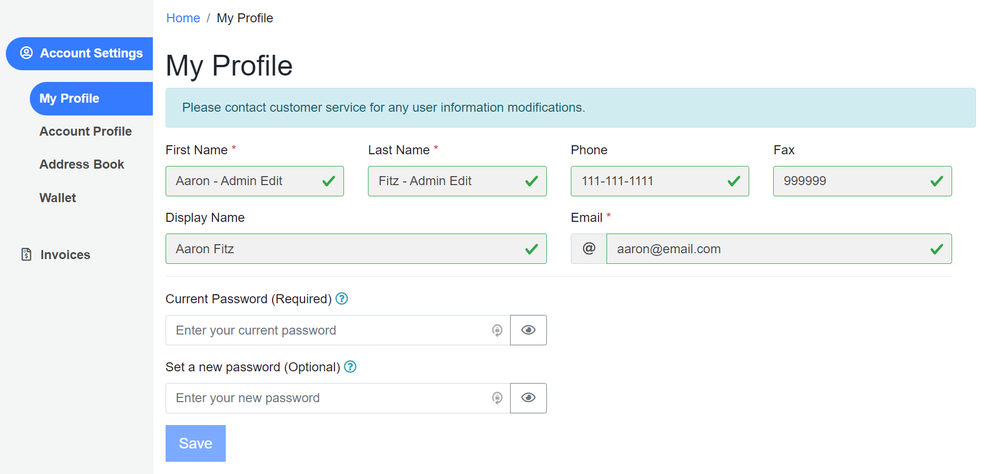 Home / My Profile
Account Settings
My Profile
Account Profile
Address Book
Wallet
Invoices
My Profile
Please contact customer service for any user information modifications.
First Name * Last Name * Phone Fax
Aaron - Admin Edit Fitz - Admin Edit 111-111-1111 999999
Display Name Email *
Aaron Fitz @ aaron@email.com
Current Password (Required) ?
Enter your current password
Set a new password (Optional) ?
Enter your new password
Save